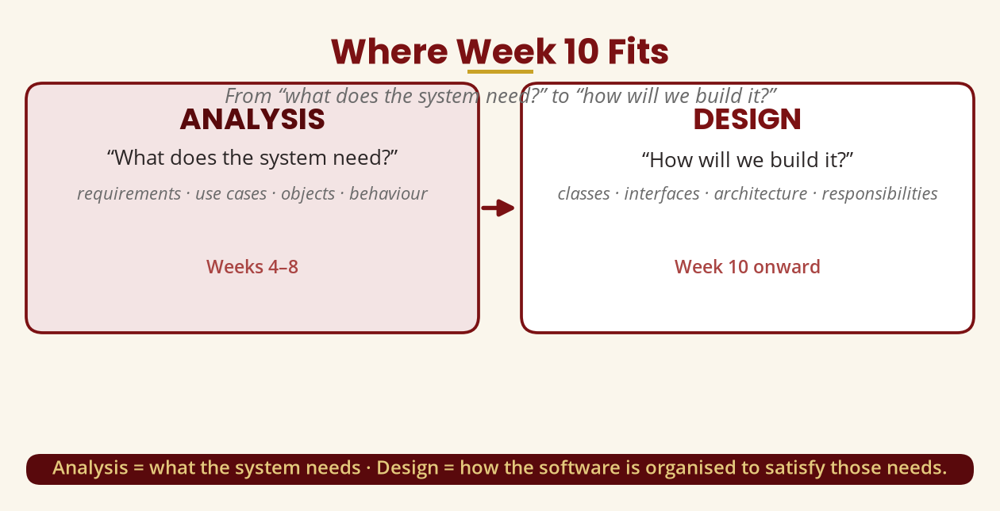 Where Week 10 Fits
From “what does the system need?” to “how will we build it?”
ANALYSIS
“What does the system need?”
requirements · use cases · objects · behaviour
Weeks 4–8
DESIGN
“How will we build it?”
classes · interfaces · architecture · responsibilities
Week 10 onward
Analysis = what the system needs · Design = how the software is organised to satisfy those needs.